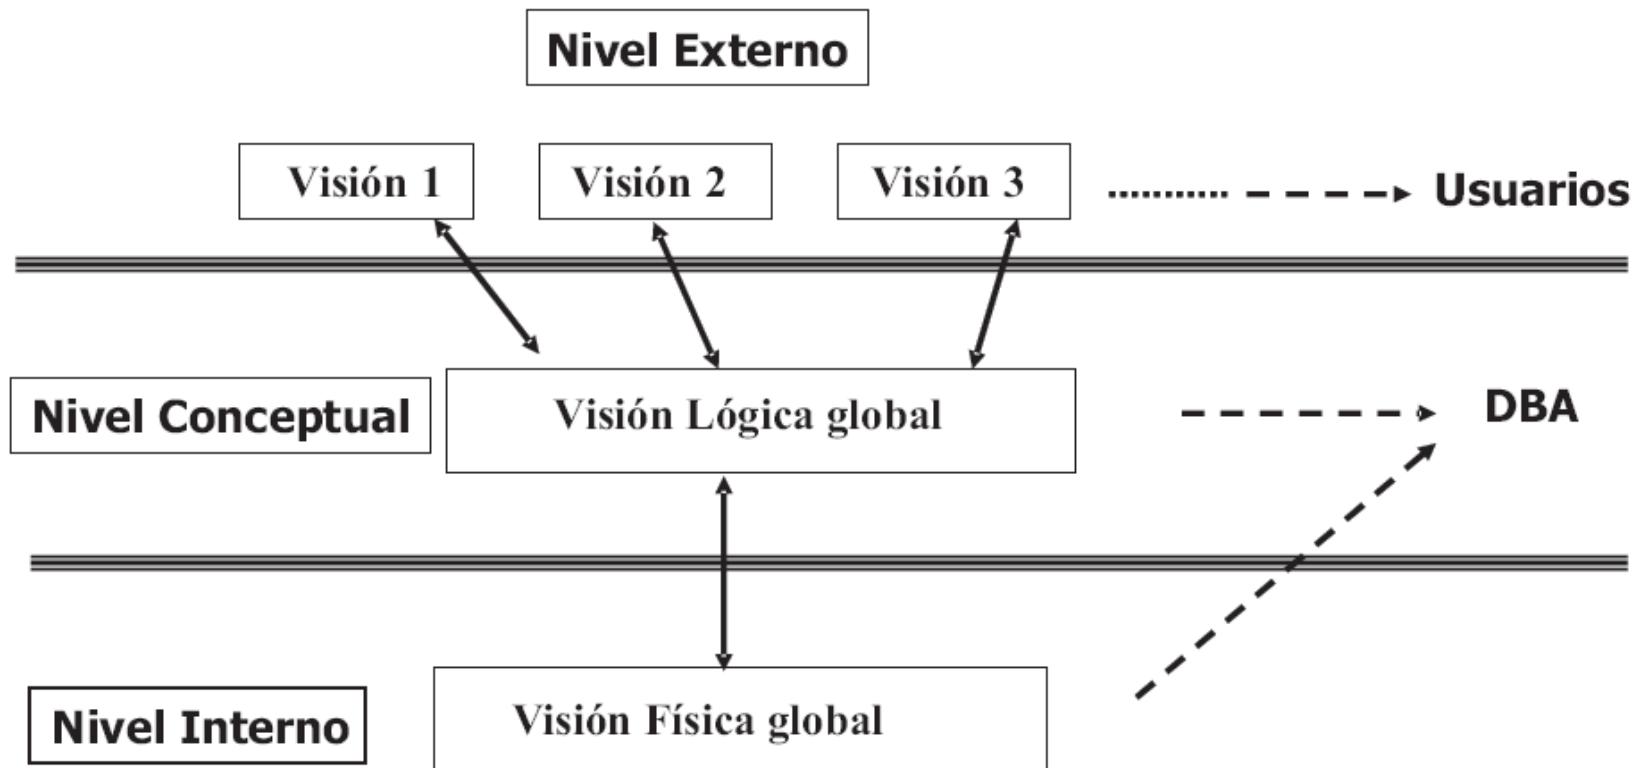 Nivel Externo
Visión 1
Visión 2
Visión 3
Usuarios
Nivel Conceptual
Visión Lógica global
DBA
Nivel Interno
Visión Física global